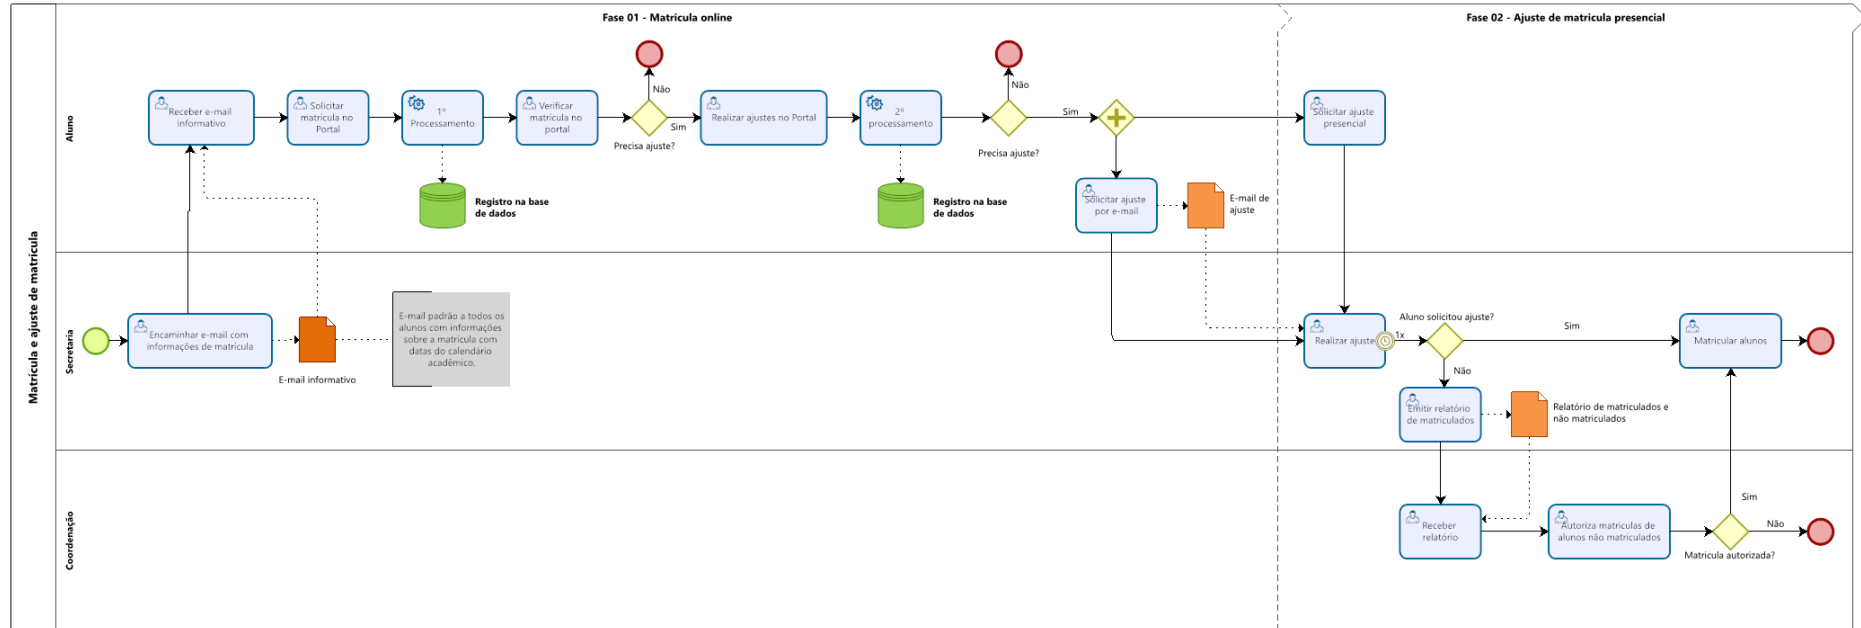 Matrícula e ajuste de matrícula
Fase 01 - Matricula online
Fase 02 - Ajuste de matricula presencial
Aluno
Receber e-mail
informativo
Solicitar
matrícula no
Portal
1º
Processamento
Verificar
matrícula no
portal
Não
Sim
Precisa ajuste?
Realizar ajustes no Portal
2º
processamento
Não
Sim
Precisa ajuste?
Solicitar ajuste
presencial
Registro na base
de dados
Registro na base
de dados
Solicitar ajuste
por e-mail
E-mail de
ajuste
Secretaria
Encaminhar e-mail com
informações de matrícula
E-mail informativo
E-mail padrão a todos os
alunos com informações
sobre a matricula com
datas do calendário
acadêmico.
Realizar ajuste
1x
Aluno solicitou ajuste?
Sim
Não
Matricular alunos
Emitir relatório
de matriculados
Relatório de matriculados e
não matriculados
Coordenação
Receber
relatório
Autoriza matriculas de
alunos não matriculados
Sim
Não
Matricula autorizada?